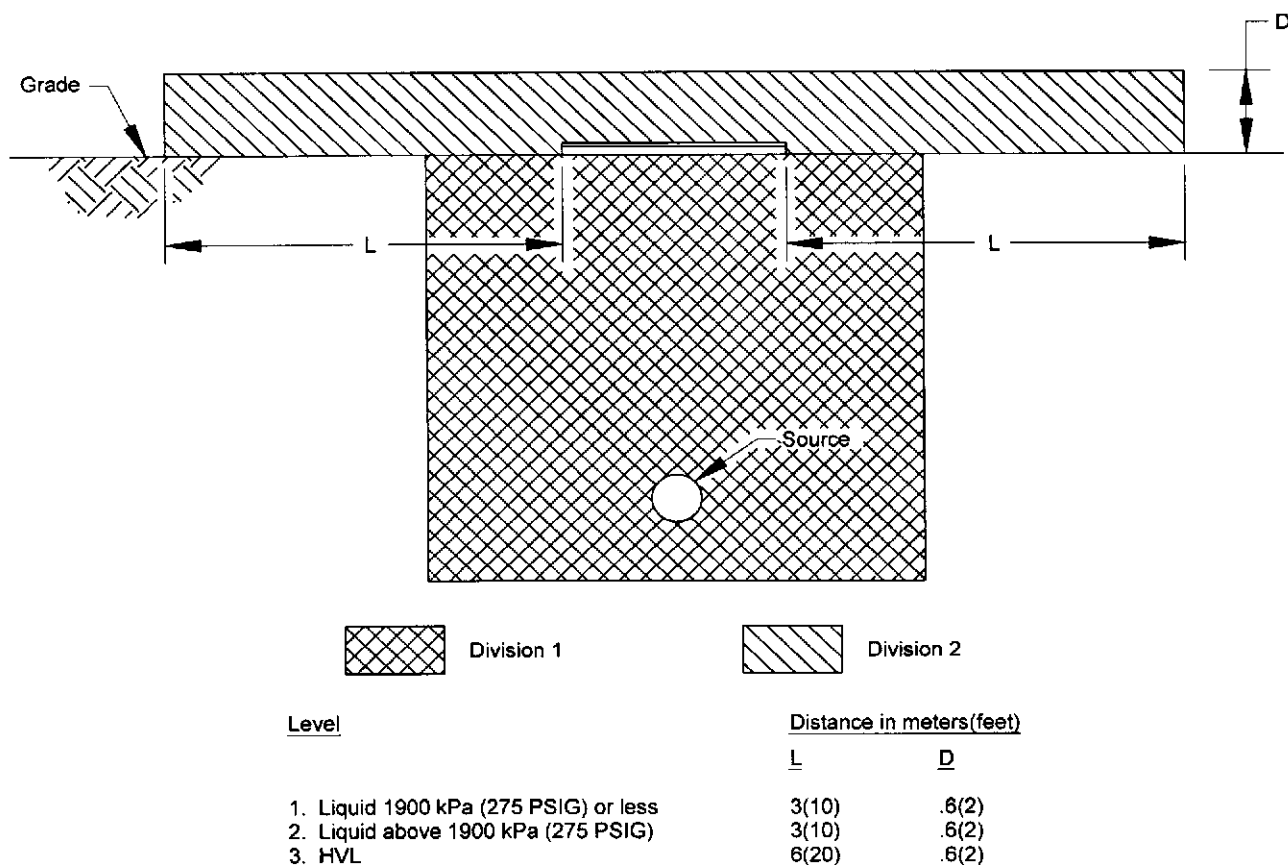 D
Grade
L
L
Source
Division 1
Division 2
Level
Distance in meters(feet)
L
D
1. Liquid 1900 kPa (275 PSIG) or less
3(10)
.6(2)
2. Liquid above 1900 kPa (275 PSIG)
3(10)
.6(2)
3. HVL
6(20)
.6(2)